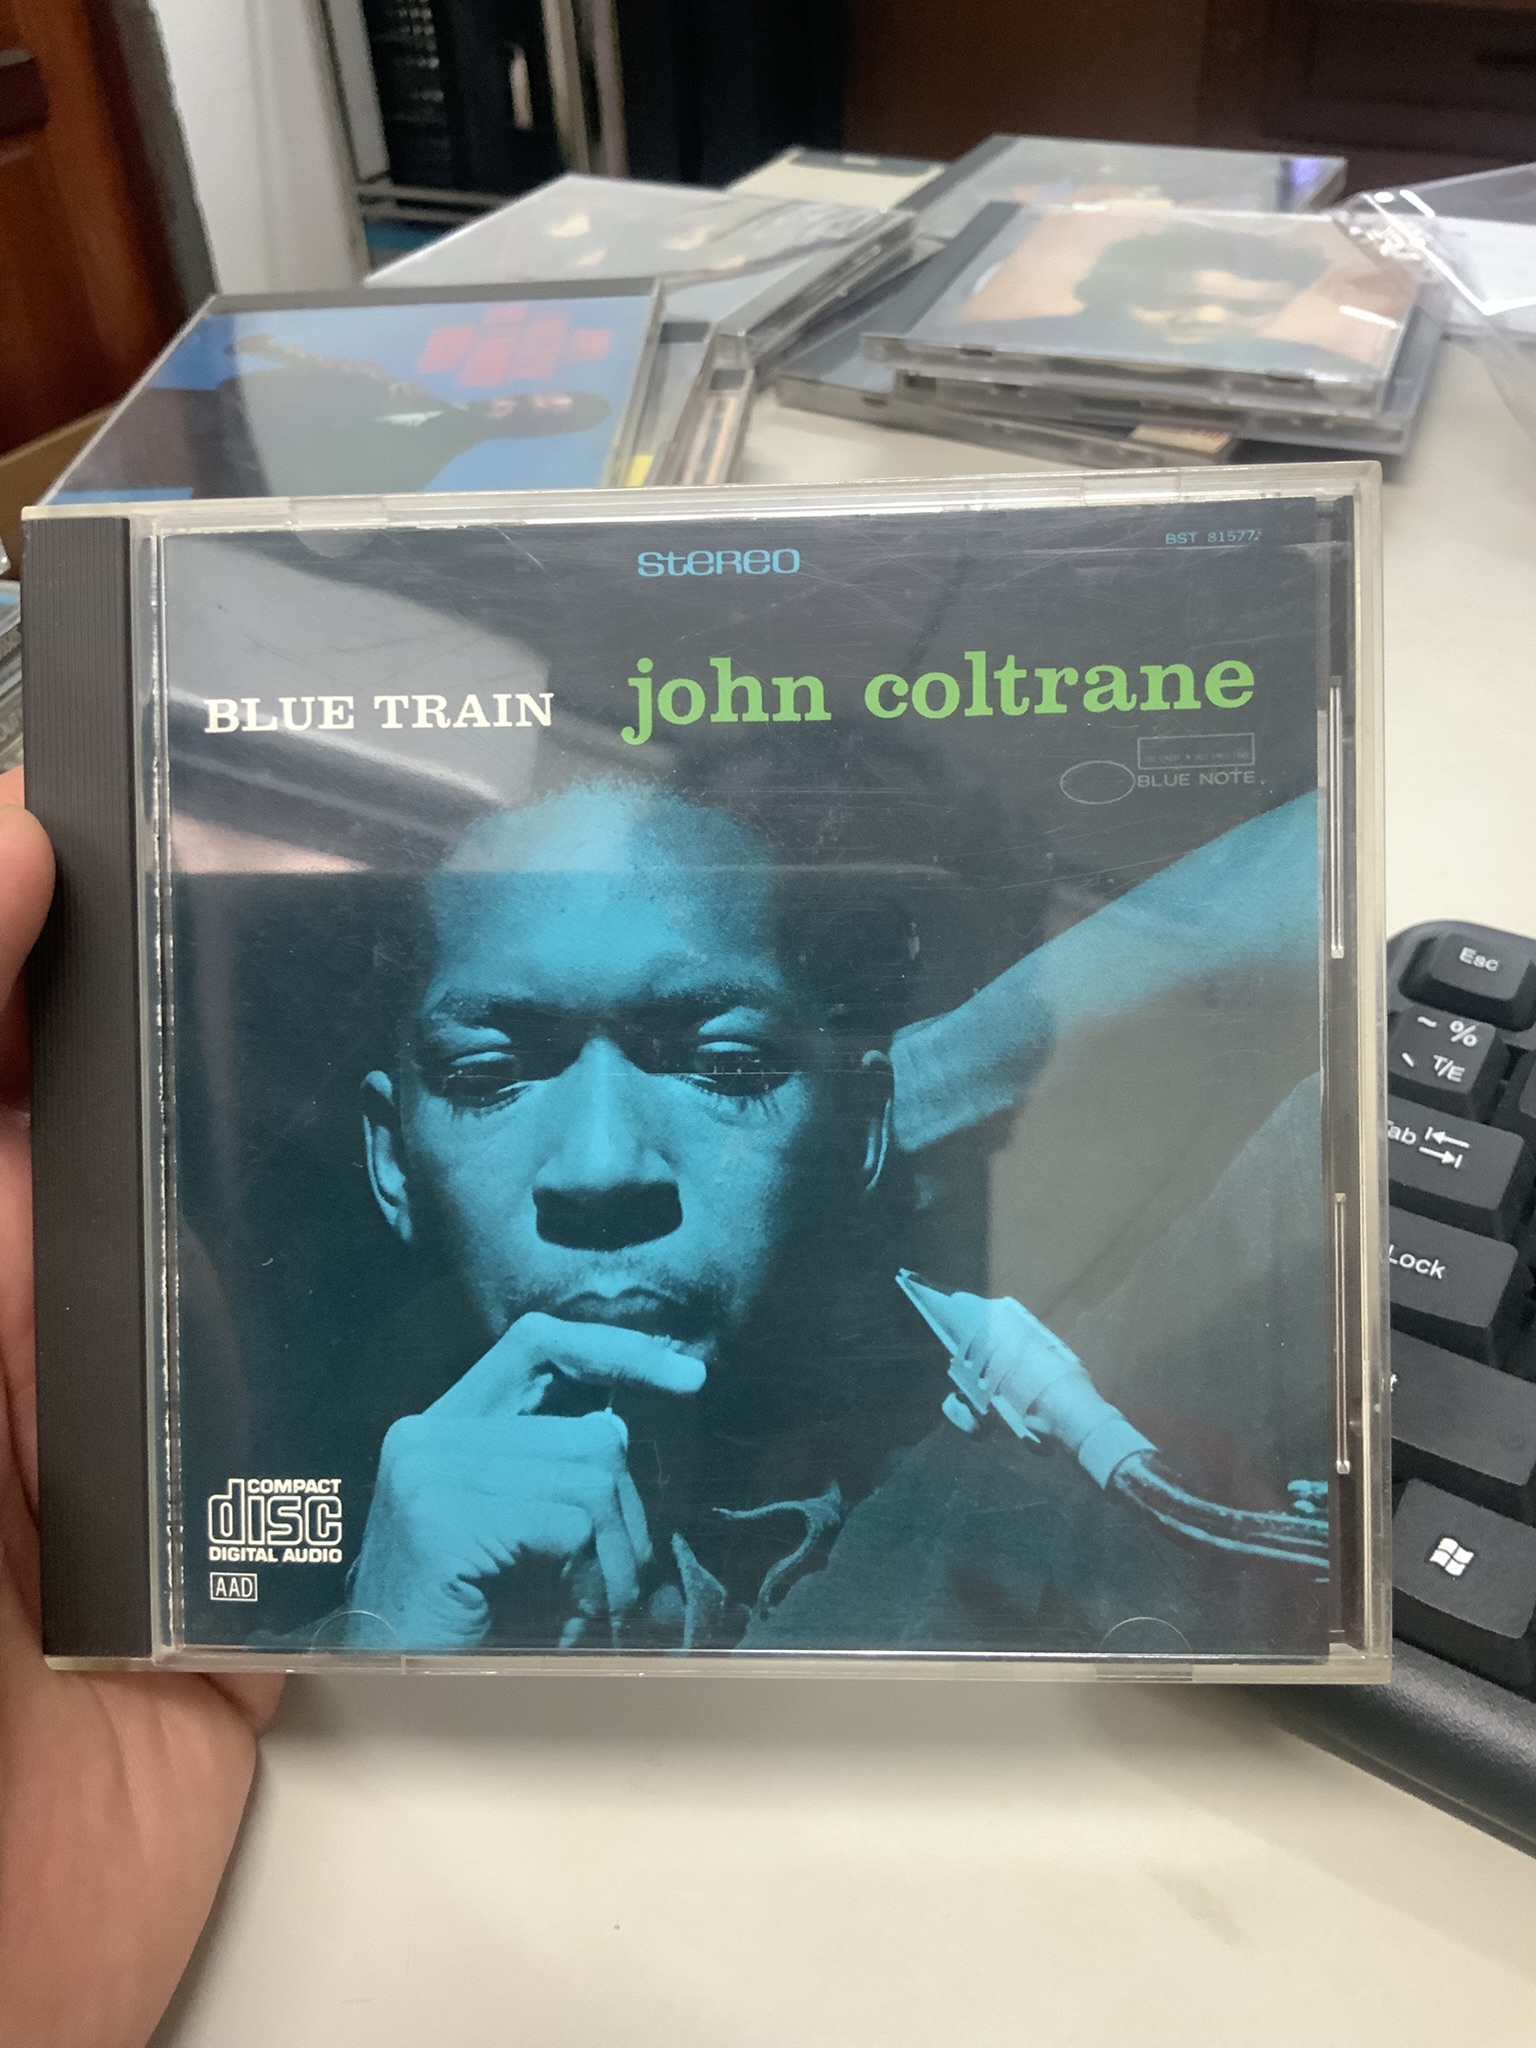 stereo
BST 81577
BLUE TRAIN
john coltrane
BLUE NOTE
COMPACT
disc
DIGITAL AUDIO
AAD
Esc
~ %
T/E
Tab
Lock